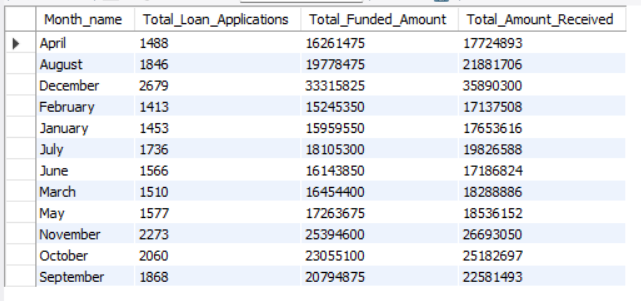 Month_name Total_Loan_Applications Total_Funded_Amount Total_Amount_Received
April 1488 16261475 17724893
August 1846 19778475 21881706
December 2679 33315825 35890300
February 1413 15245350 17137508
January 1453 15959550 17653616
July 1736 18105300 19826588
June 1566 16143850 17186824
March 1510 16454400 18288886
May 1577 17263675 18536152
November 2273 25394600 26693050
October 2060 23055100 25182697
September 1868 20794875 22581493